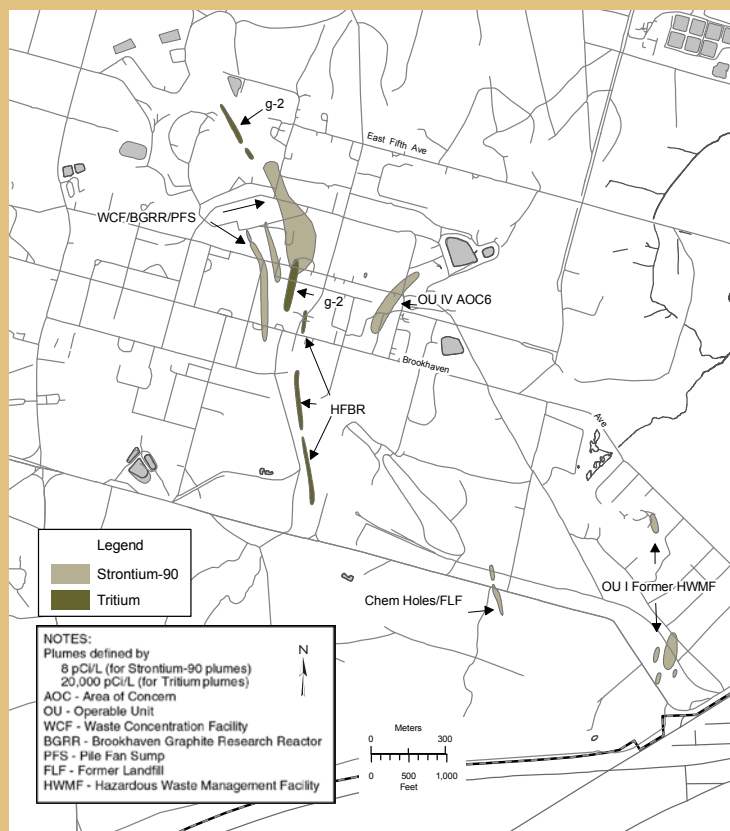 g-2
East Fifth Ave
WCF/BGRR/PFS
OU IV AOC6
g-2
Brookhaven
Ave
HFBR
Legend
Strontium-90
Tritium
Chem Holes/FLF
OU I Former HWMF
NOTES:
Plumes defined by
8 pCi/L (for Strontium-90 plumes)
20,000 pCi/L (for Tritium plumes)
AOC - Area of Concern
OU - Operable Unit
WCF - Waste Concentration Facility
BGRR - Brookhaven Graphite Research Reactor
PFS - Pile Fan Sump
FLF - Former Landfill
HWMF - Hazardous Waste Management Facility
N
Meters
0 300
0 500 1,000
Feet